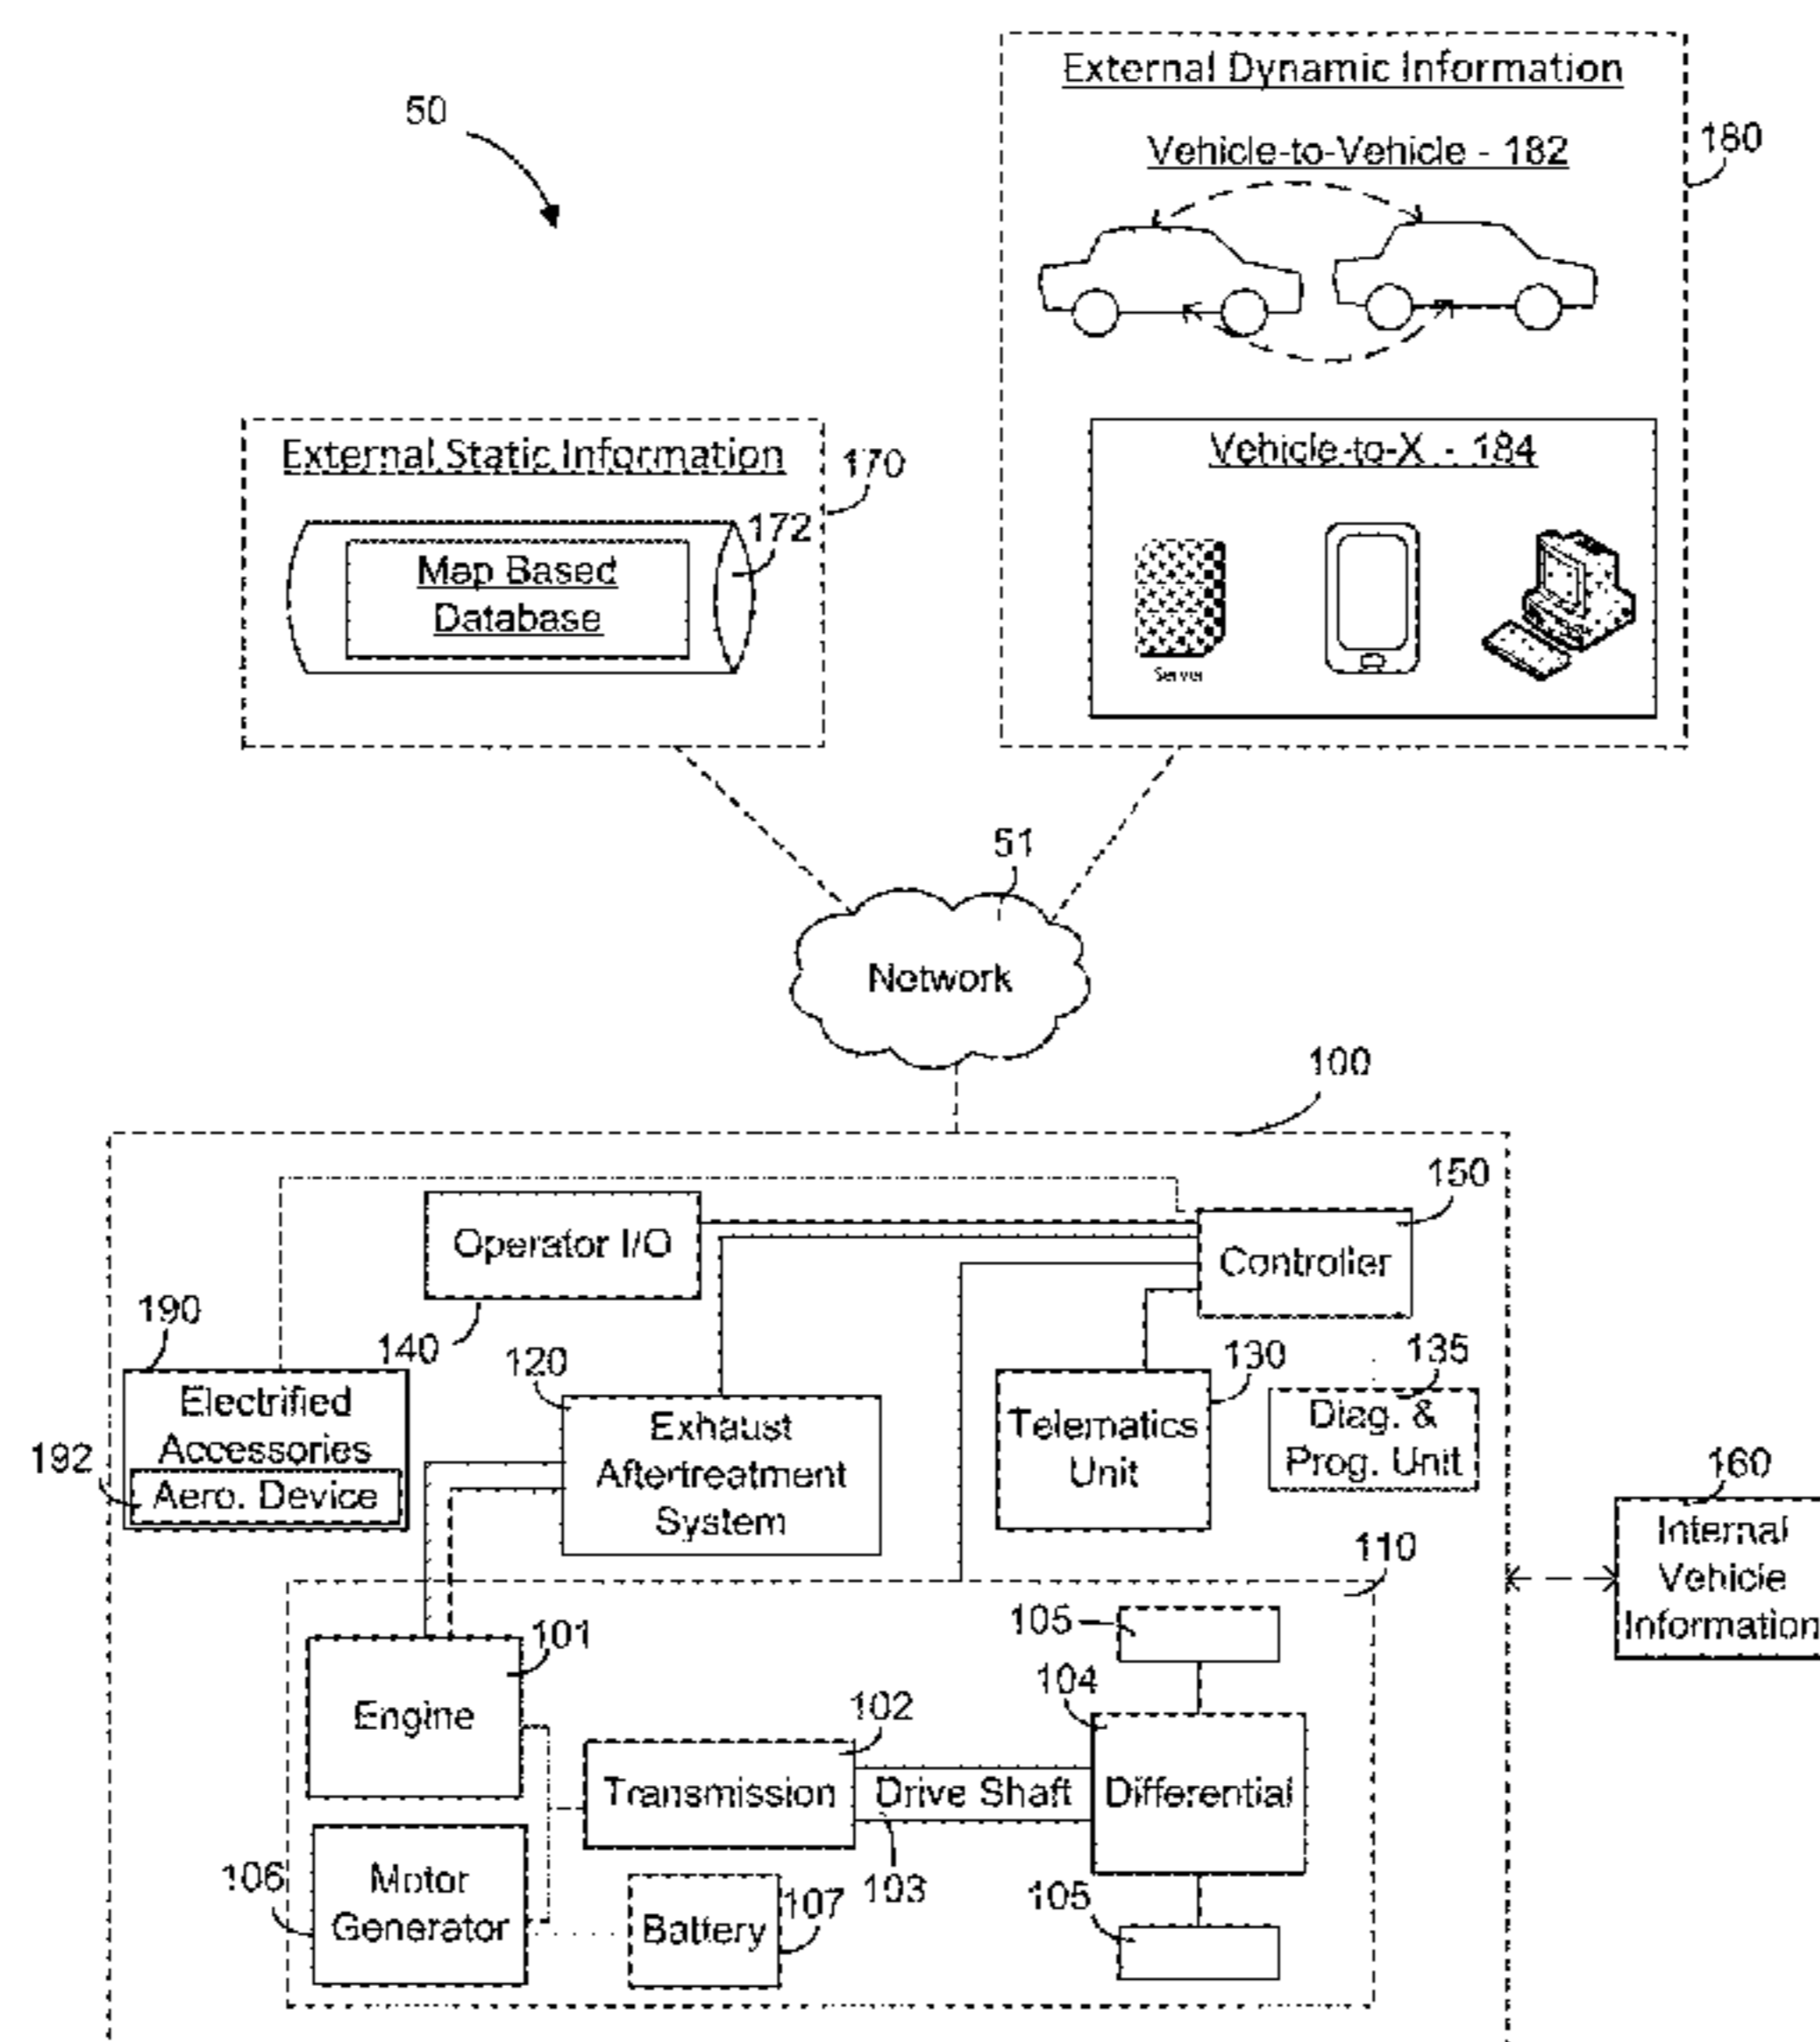 50
External Dynamic Information
Vehicle-to-Vehicle - 182
180
External Static Information
170
172
Map Based
Database
Vehicle-to-X - 184
Server
51
Network
100
150
Operator I/O
Controller
190
140
120
130
135
Electrified
Accessories
192
Aero. Device
Exhaust
Aftertreatment
System
Telematics
Unit
Diag. &
Prog. Unit
160
Internal
Vehicle
Information
110
101
105
104
Engine
102
Transmission
Drive Shaft
Differential
106
Motor
Generator
103
107
Battery
105